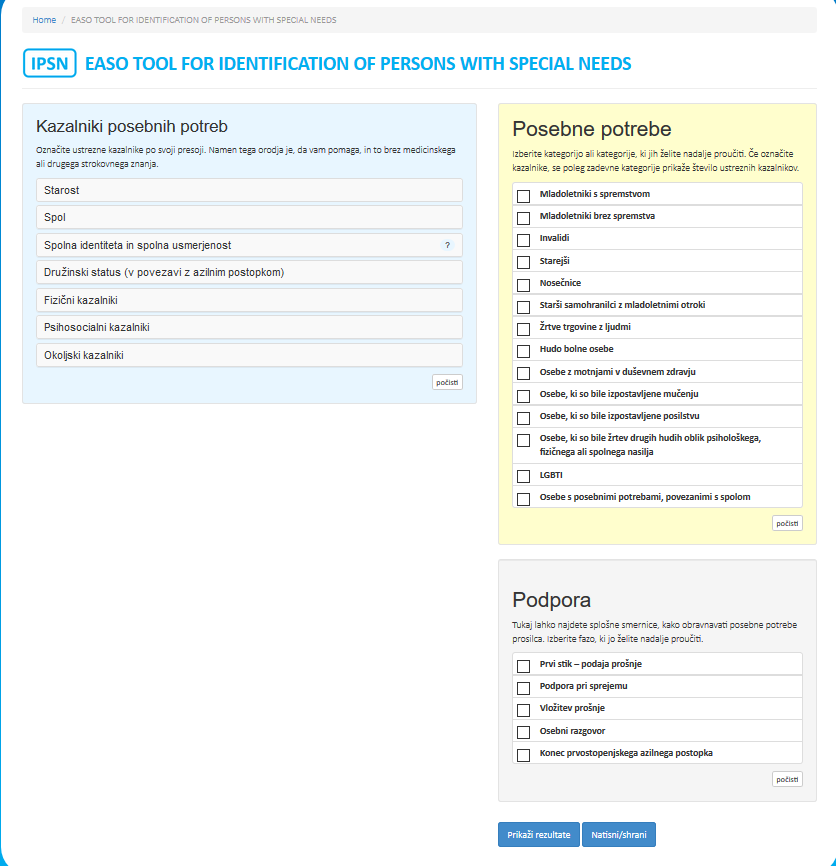 Home / EASO TOOL FOR IDENTIFICATION OF PERSONS WITH SPECIAL NEEDS
IPSN EASO TOOL FOR IDENTIFICATION OF PERSONS WITH SPECIAL NEEDS
Kazalniki posebnih potreb
Označite ustrezne kazalnike po svoji presoji. Namen tega orodja je, da vam pomaga, in to brez medicinskega
ali drugega strokovnega znanja.
Starost
Spol
Spolna identiteta in spolna usmerjenost ?
Družinski status (v povezavi z azilnim postopkom)
Fizični kazalniki
Psihosocialni kazalniki
Okoljski kazalniki
počisti
Posebne potrebe
Izberite kategorijo ali kategorije, ki jih želite nadalje proučiti. Če označite
kazalnike, se poleg zadevne kategorije prikaže število ustreznih kazalnikov.
Mladoletniki s spremstvom
Mladoletniki brez spremstva
Invalidi
Starejši
Nosečnice
Starši samohranilci z mladoletnimi otroki
Žrtve trgovine z ljudmi
Hudo bolne osebe
Osebe z motnjami v duševnem zdravju
Osebe, ki so bile izpostavljene mučenju
Osebe, ki so bile izpostavljene posilstvu
Osebe, ki so bile žrtev drugih hudih oblik psihološkega,
fizičnega ali spolnega nasilja
LGBTI
Osebe s posebnimi potrebami, povezanimi s spolom
počisti
Podpora
Tukaj lahko najdete splošne smernice, kako obravnavati posebne potrebe
prosilca. Izberite fazo, ki jo želite nadalje proučiti.
Prvi stik – podaja prošnje
Podpora pri sprejemu
Vložitev prošnje
Osebni razgovor
Konec prvostopenjskega azilnega postopka
počisti
Prikaži rezultate Natisni/shrani